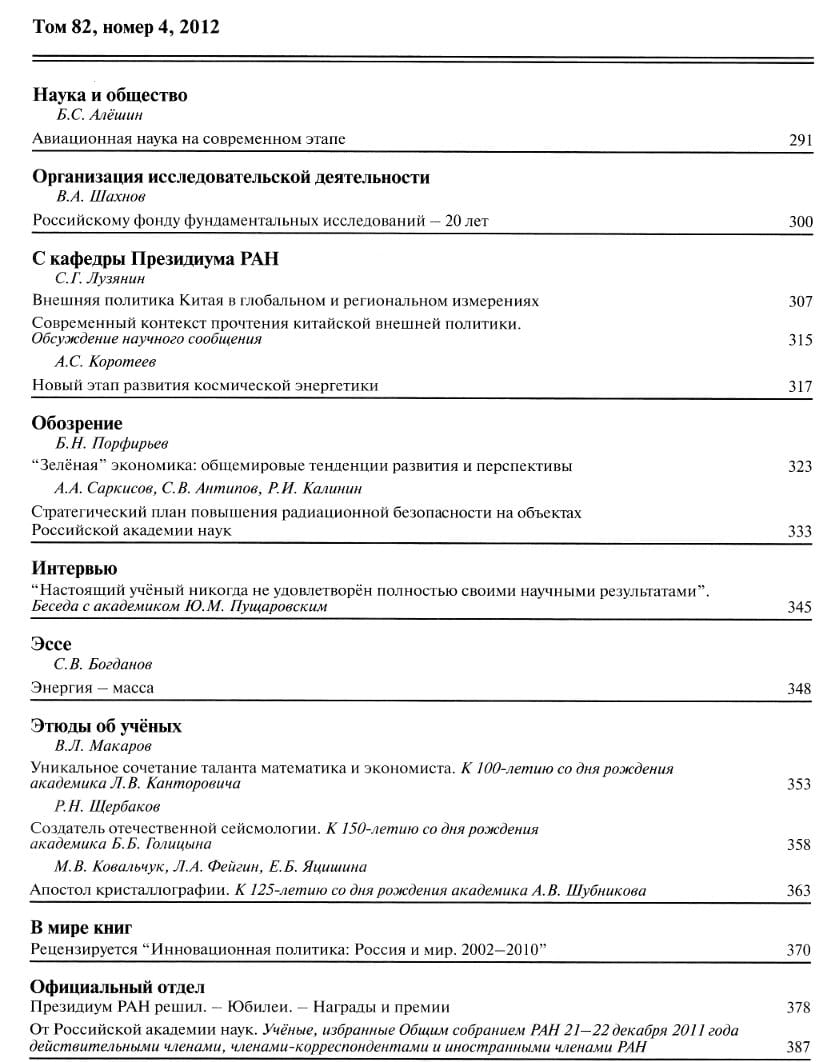 Том 82, номер 4, 2012
Наука и общество
Б.С. Алёшин
Авиационная наука на современном этапе 291
Организация исследовательской деятельности
В.А. Шахнов
Российскому фонду фундаментальных исследований – 20 лет 300
С кафедры Президиума РАН
С.Г. Лузянин
Внешняя политика Китая в глобальном и региональном измерениях 307
Современный контекст прочтения китайской внешней политики.
Обсуждение научного сообщения 315
А.С. Коротеев
Новый этап развития космической энергетики 317
Обозрение
Б.Н. Порфирьев
“Зелёная” экономика: общемировые тенденции развития и перспективы 323
А.А. Саркисов, С.В. Антипов, Р.И. Калинин
Стратегический план повышения радиационной безопасности на объектах
Российской академии наук 333
Интервью
“Настоящий учёный никогда не удовлетворён полностью своими научными результатами”.
Беседа с академиком Ю.М. Пущаровским 345
Эссе
С.В. Богданов
Энергия – масса 348
Этюды об учёных
В.Л. Макаров
Уникальное сочетание таланта математика и экономиста. К 100-летию со дня рождения
академика Л.В. Канторовича 353
Р.Н. Щербаков
Создатель отечественной сейсмологии. К 150-летию со дня рождения
академика Б.Б. Голицына 358
М.В. Ковальчук, Л.А. Фейгин, Е.Б. Яцишина
Апостол кристаллографии. К 125-летию со дня рождения академика А.В. Шубникова 363
В мире книг
Рецензируется “Инновационная политика: Россия и мир. 2002–2010” 370
Официальный отдел
Президиум РАН решил. – Юбилеи. – Награды и премии 378
От Российской академии наук. Учёные, избранные Общим собранием РАН 21–22 декабря 2011 года
действительными членами, членами-корреспондентами и иностранными членами РАН 387